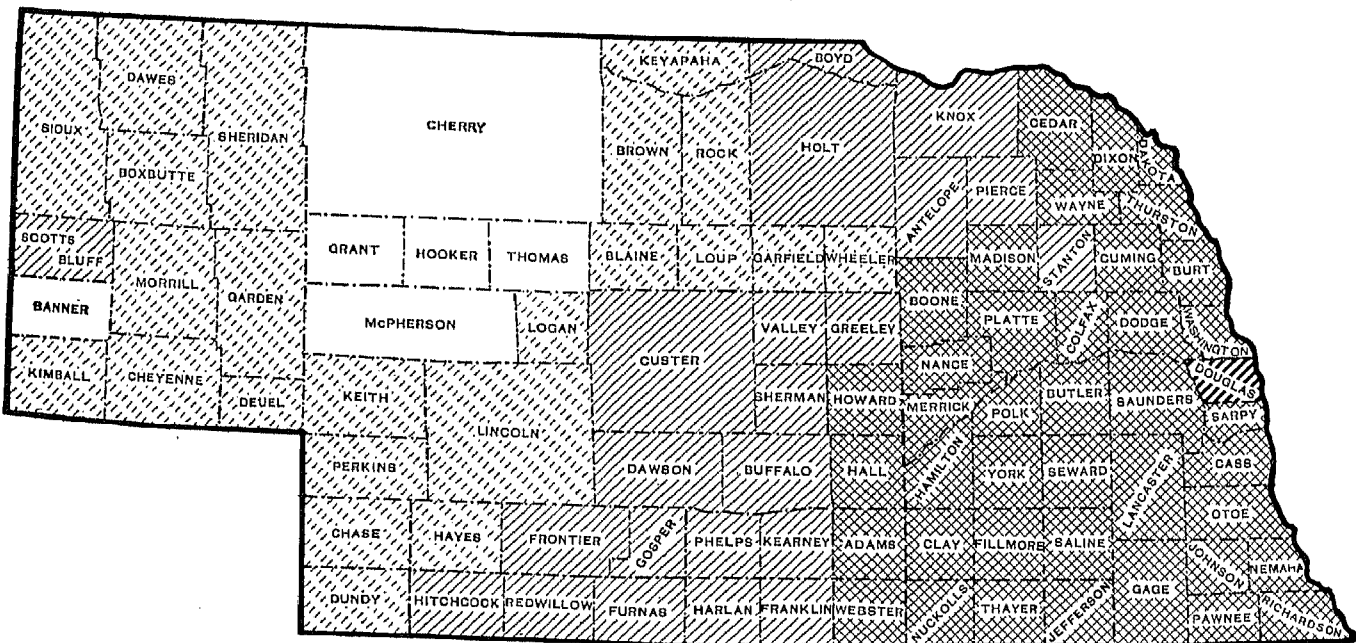 DAWES
SIOUX
SHERIDAN
BOXBUTTE
CHERRY
KEYAPAHA
BOYD
BROWN
ROCK
HOLT
KNOX
CEDAR
DIXON
DAKOTA
ANTELOPE
PIERCE
WAYNE
HURSTON
SCOTTS
BLUFF
BANNER
KIMBALL
MORRILL
CHEYENNE
GARDEN
DEUEL
GRANT
HOOKER
THOMAS
BLAINE
LOUP
GARFIELD
WHEELER
MADISON
STANTON
CUMING
BURT
McPHERSON
LOGAN
CUSTER
VALLEY
GREELEY
BOONE
PLATTE
COLFAX
DODGE
WASHINGTON
NANCE
KEITH
LINCOLN
SHERMAN
HOWARD
MERRICK
POLK
BUTLER
SAUNDERS
DOUGLAS
SARPY
PERKINS
DAWSON
BUFFALO
HALL
HAMILTON
YORK
SEWARD
LANCASTER
CASS
OTOE
CHASE
HAYES
FRONTIER
GOSPER
PHELPS
KEARNEY
ADAMS
CLAY
FILLMORE
SALINE
JOHNSON
NEMAHA
DUNDY
HITCHCOCK
REDWILLOW
FURNAS
HARLAN
FRANKLIN
WEBSTER
NUCKOLLS
THAYER
JEFFERSON
GAGE
PAWNEE
RICHARDSON